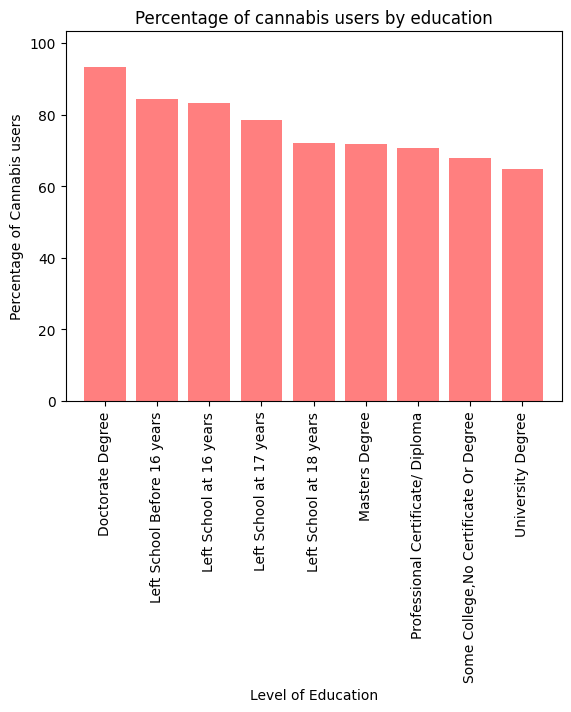 Percentage of cannabis users by education
Percentage of Cannabis users
100
80
60
40
20
0
Doctorate Degree
Left School Before 16 years
Left School at 16 years
Left School at 17 years
Left School at 18 years
Masters Degree
Professional Certificate/ Diploma
Some College,No Certificate Or Degree
University Degree
Level of Education